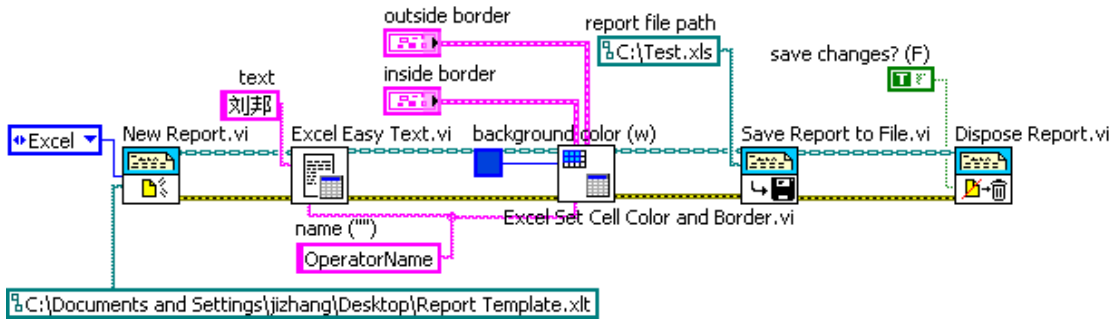 outside border
report file path
C:\Test.xls
save changes? (F)
T
inside border
text
刘邦
Excel
New Report.vi
Excel Easy Text.vi
background color (w)
Save Report to File.vi
Dispose Report.vi
Excel Set Cell Color and Border.vi
name ("")
OperatorName
C:\Documents and Settings\jizhang\Desktop\Report Template.xlt